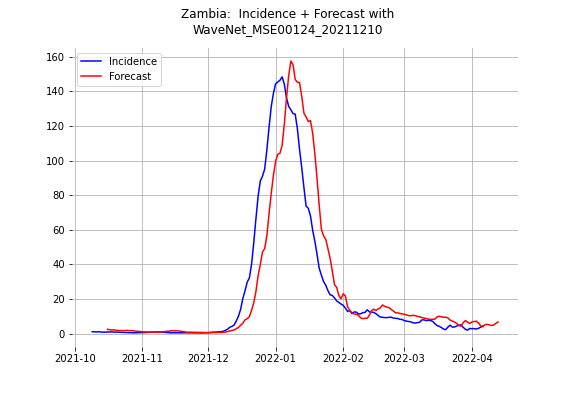 Zambia:  Incidence + Forecast with
WaveNet_MSE00124_20211210
Incidence
Forecast
160
140
120
100
80
60
40
20
0
2021-10 2021-11 2021-12 2022-01 2022-02 2022-03 2022-04